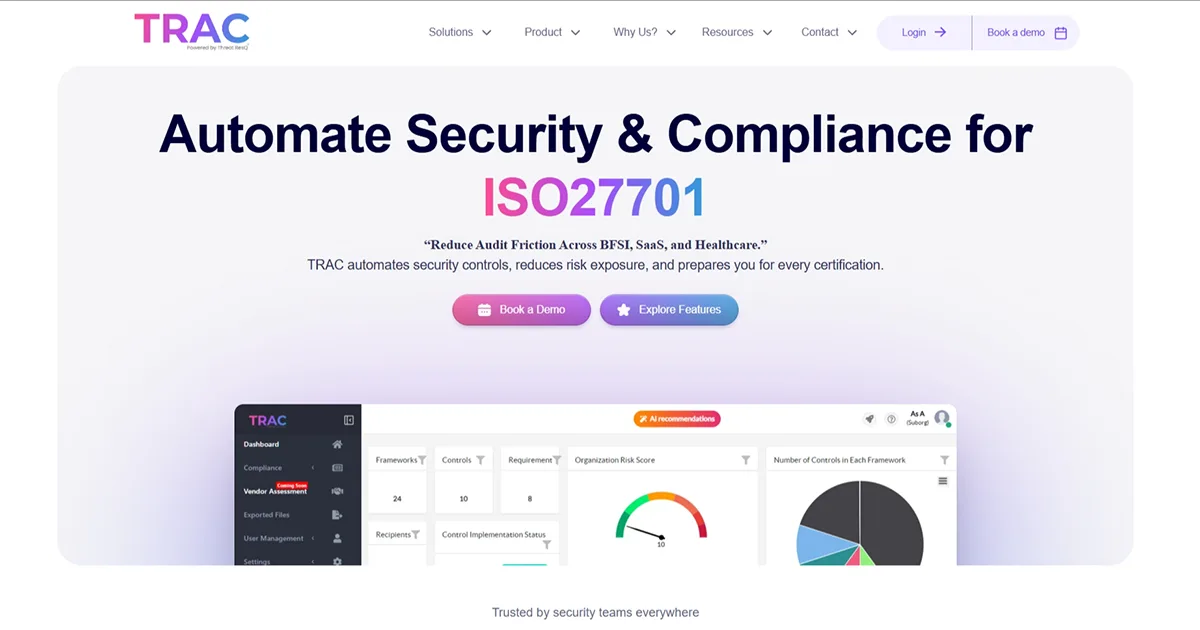 TRAC
Powered by Threat ResQ
Solutions
Product
Why Us?
Resources
Contact
Login
Book a demo
Automate Security & Compliance for
ISO27701
“Reduce Audit Friction Across BFSI, SaaS, and Healthcare.”
TRAC automates security controls, reduces risk exposure, and prepares you for every certification.
Book a Demo
Explore Features
TRAC
AI recommendations
As A
(Suborg)
Dashboard
Compliance
Coming Soon
Vendor Assessment
Exported Files
User Management
Settings
Frameworks
24
Controls
10
Requirement
8
Organization Risk Score
10
Number of Controls in Each Framework
Recipients
Control Implementation Status
Trusted by security teams everywhere